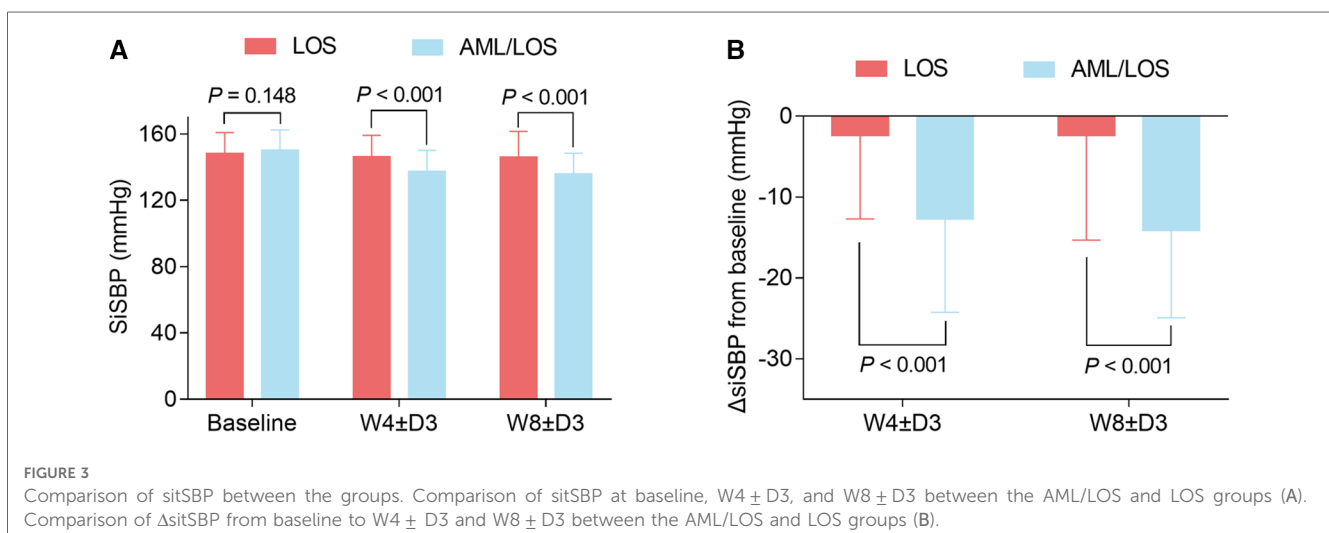 A
LOS
AML/LOS
P = 0.148
P < 0.001
P < 0.001
SiSBP (mmHg)
160
120
80
40
0
Baseline
W4±D3
W8±D3
B
LOS
AML/LOS
ΔsiSBP from baseline (mmHg)
0
-10
-20
-30
P < 0.001
P < 0.001
W4±D3
W8±D3
FIGURE 3
Comparison of sitSBP between the groups. Comparison of sitSBP at baseline, W4 ± D3, and W8 ± D3 between the AML/LOS and LOS groups (A).
Comparison of ΔsitSBP from baseline to W4 ± D3 and W8 ± D3 between the AML/LOS and LOS groups (B).